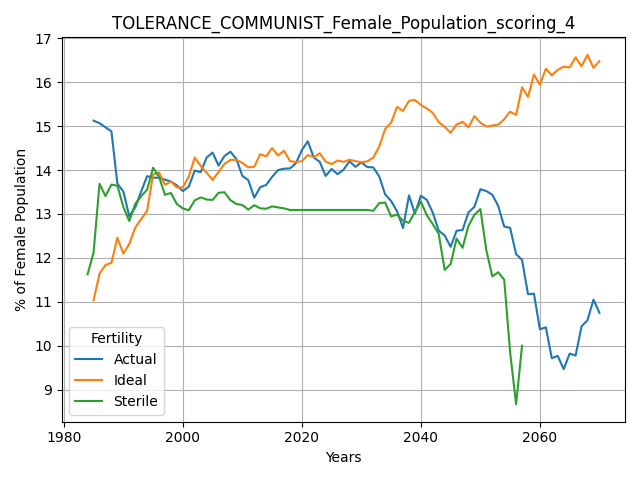 TOLERANCE_COMMUNIST_Female_Population_scoring_4
% of Female Population
17
16
15
14
13
12
11
10
9
Fertility
Actual
Ideal
Sterile
1980
2000
2020
2040
2060
Years